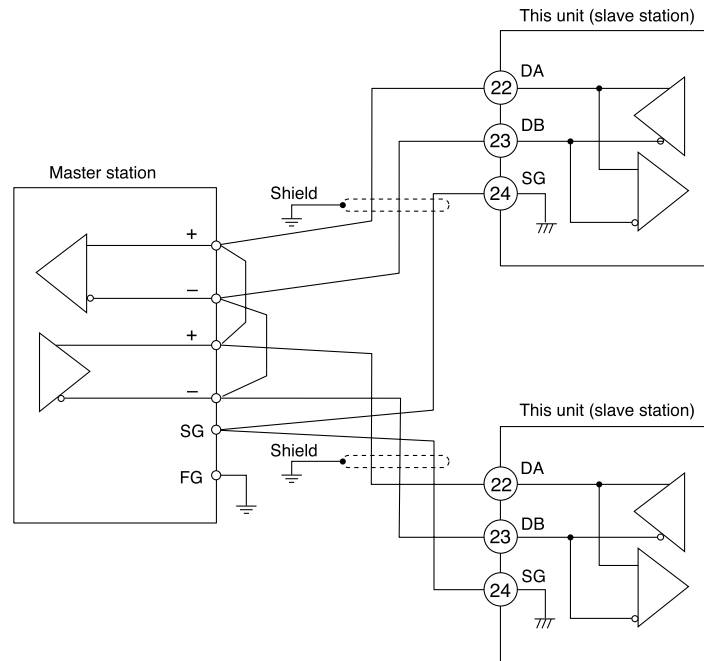 This unit (slave station)
22 DA
23 DB
24 SG
Shield
Master station
+
−
+
−
SG
FG
Shield
This unit (slave station)
22 DA
23 DB
24 SG